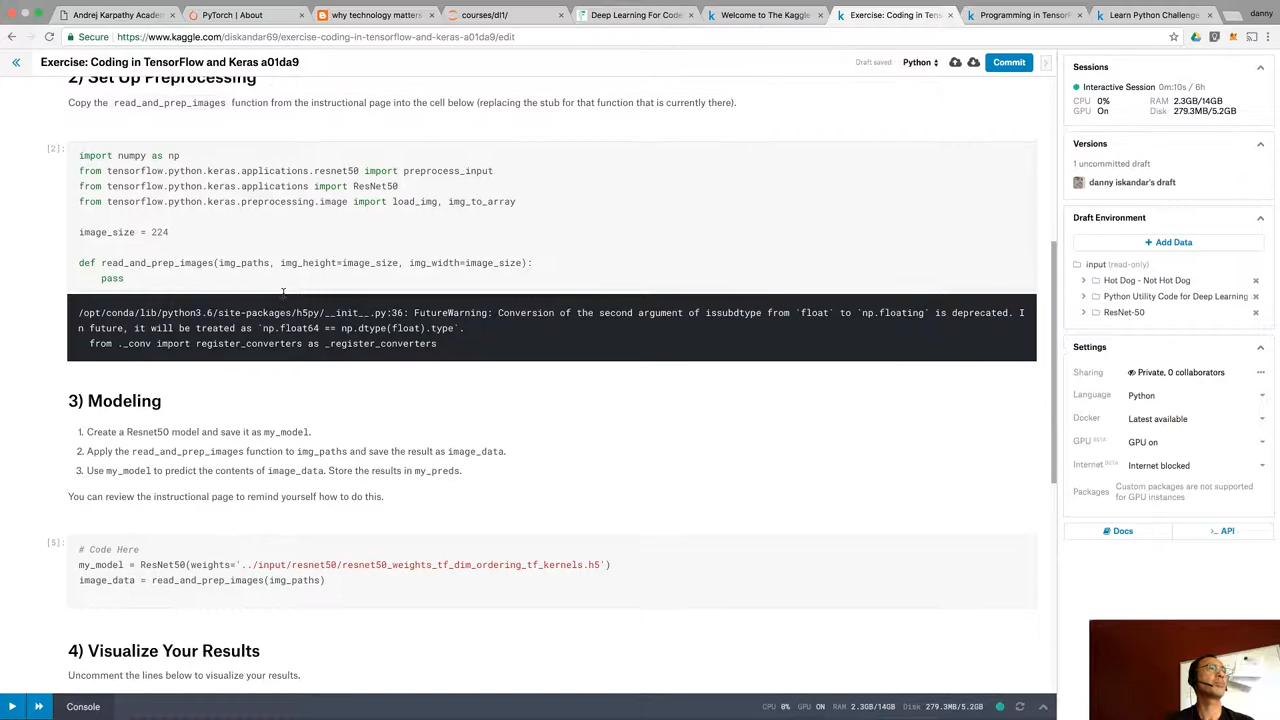 Andrej Karpathy Acade
PyTorch | About
why technology matters
courses/dl1/
Deep Learning For Code
Welcome to The Kaggle
Exercise: Coding in Tens
Programming in TensorF
Learn Python Challenge
danny
Secure
https://www.kaggle.com/diskandar69/exercise-coding-in-tensorflow-and-keras-a01da9/edit
Exercise: Coding in TensorFlow and Keras a01da9
Draft saved
Python
Commit
2) Set Up Preprocessing
Copy the read_and_prep_images function from the instructional page into the cell below (replacing the stub for that function that is currently there).
[2]:
import numpy as np
from tensorflow.python.keras.applications.resnet50 import preprocess_input
from tensorflow.python.keras.applications import ResNet50
from tensorflow.python.keras.preprocessing.image import load_img, img_to_array
image_size = 224
def read_and_prep_images(img_paths, img_height=image_size, img_width=image_size):
pass
/opt/conda/lib/python3.6/site-packages/h5py/__init__.py:36: FutureWarning: Conversion of the second argument of issubdtype from `float` to `np.floating` is deprecated. I
n future, it will be treated as `np.float64 == np.dtype(float).type`.
from ._conv import register_converters as _register_converters
3) Modeling
1. Create a Resnet50 model and save it as my_model.
2. Apply the read_and_prep_images function to img_paths and save the result as image_data.
3. Use my_model to predict the contents of image_data. Store the results in my_preds.
You can review the instructional page to remind yourself how to do this.
[5]:
# Code Here
my_model = ResNet50(weights='../input/resnet50/resnet50_weights_tf_dim_ordering_tf_kernels.h5')
image_data = read_and_prep_images(img_paths)
4) Visualize Your Results
Uncomment the lines below to visualize your results.
Sessions
Interactive Session 0m:10s / 6h
CPU 0% RAM 2.3GB/14GB
GPU On Disk 279.3MB/5.2GB
Versions
1 uncommitted draft
danny iskandar's draft
Draft Environment
+ Add Data
input (read-only)
Hot Dog - Not Hot Dog
Python Utility Code for Deep Learning
ResNet-50
Settings
Sharing Private, 0 collaborators
Language Python
Docker Latest available
GPU BETA GPU on
Internet BETA Internet blocked
Packages Custom packages are not supported
for GPU instances
Docs
>_ API
Console
CPU 0% GPU ON RAM 2.3GB/14GB Disk 279.3MB/5.2GB